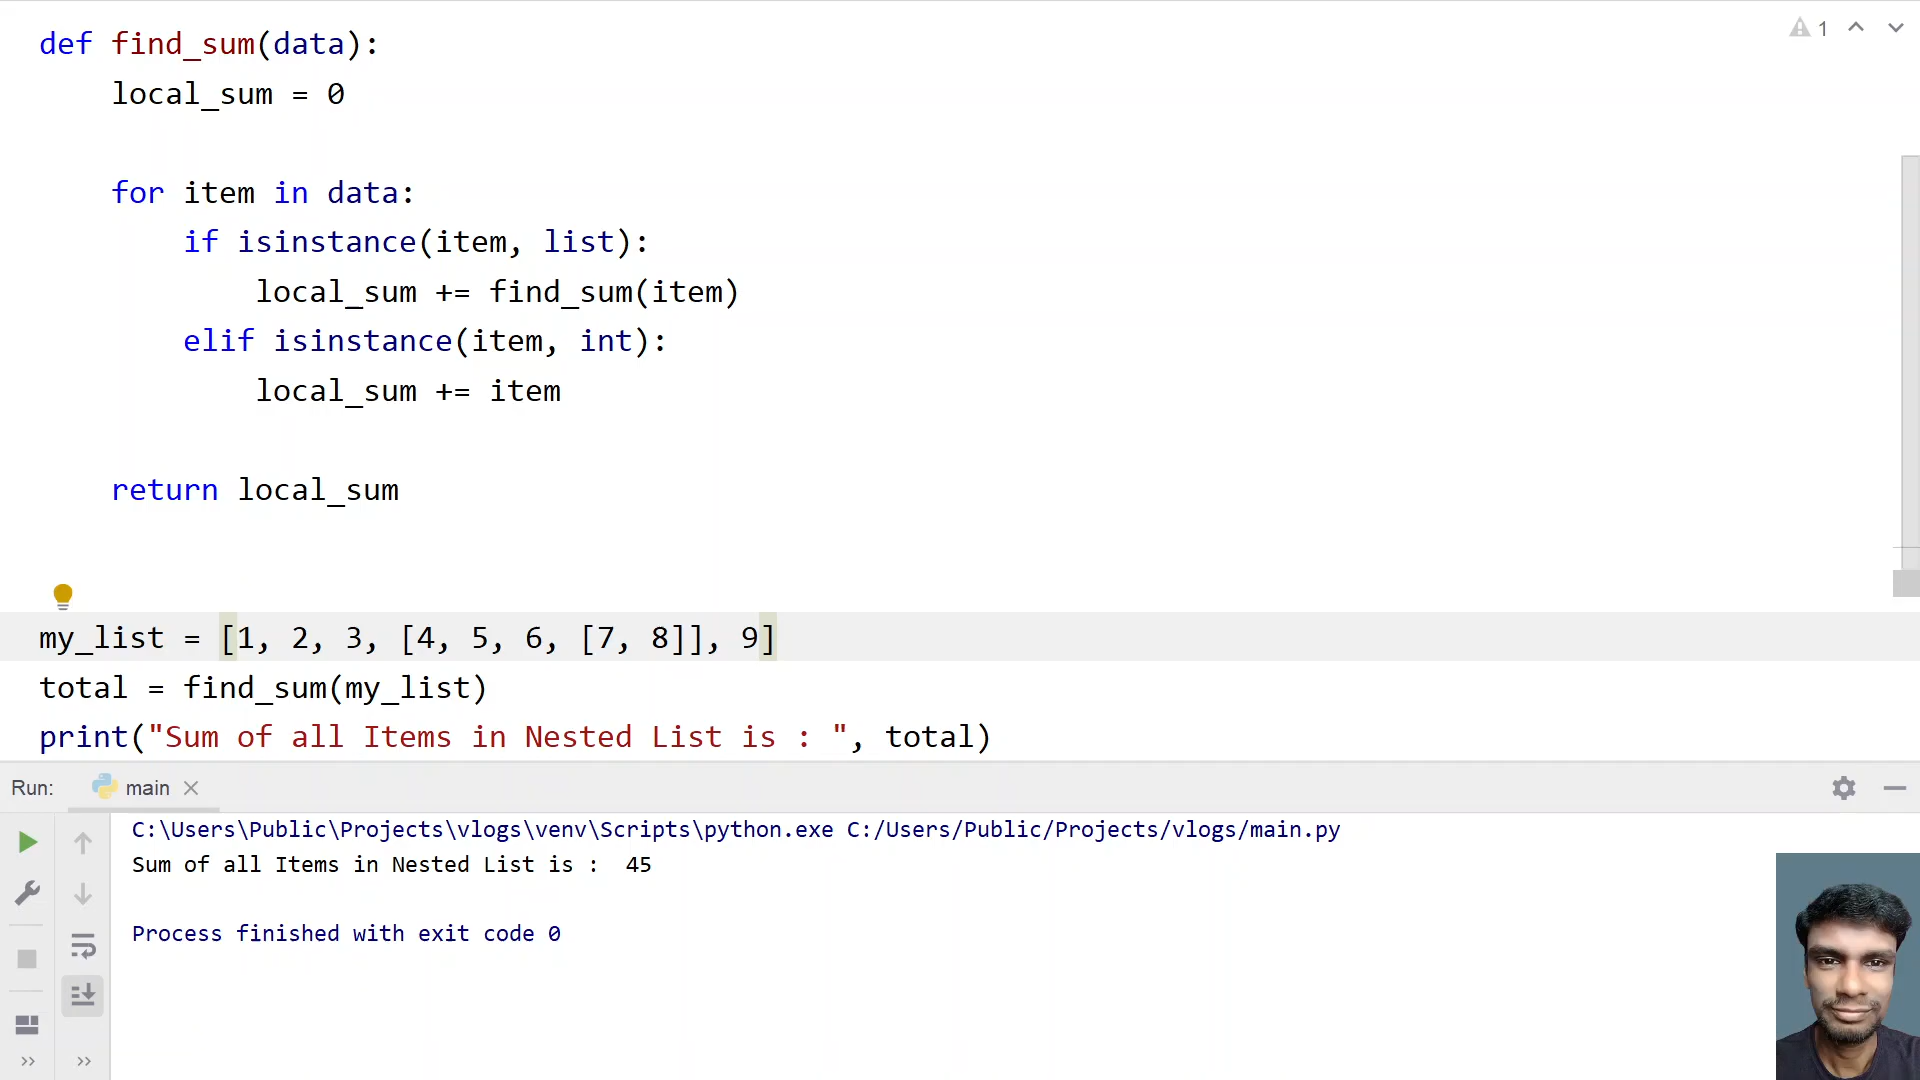 def find_sum(data):
    local_sum = 0
    for item in data:
        if isinstance(item, list):
            local_sum += find_sum(item)
        elif isinstance(item, int):
            local_sum += item
    return local_sum
my_list = [1, 2, 3, [4, 5, 6, [7, 8]], 9]
total = find_sum(my_list)
print("Sum of all Items in Nested List is : ", total)
1
Run: main
C:\Users\Public\Projects\vlogs\venv\Scripts\python.exe C:/Users/Public/Projects/vlogs/main.py
Sum of all Items in Nested List is :  45
Process finished with exit code 0